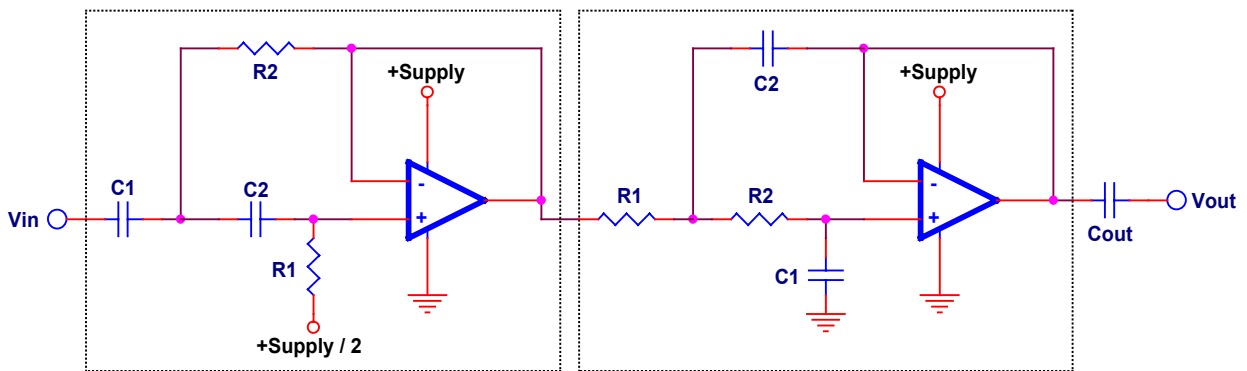 R2
+Supply
-
C1
C2
Vin
+
R1
+Supply / 2
C2
+Supply
-
R1
R2
+
C1
Cout
Vout